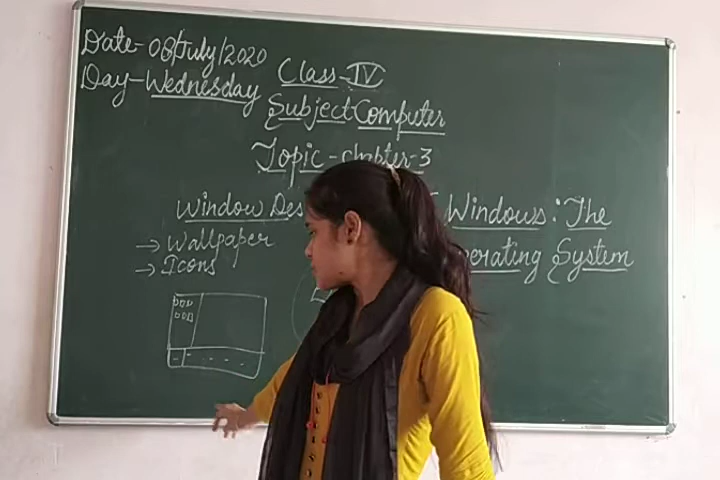 Date- 08/July/2020
Day-Wednesday
Class-IV
Subject Computer
Topic-chapter-3
Windows: The
Operating System
Window Des
→ Wallpaper
→ Icons